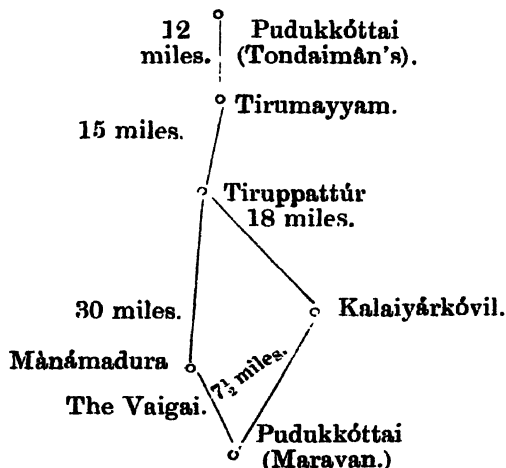 12
miles.
Pudukkóttai
(Tondaimân's).
Tirumayyam.
15 miles.
Tiruppattúr
18 miles.
30 miles.
Kalaiyárkóvil.
Mànámadura
7½ miles.
The Vaigai.
Pudukkóttai
(Maravan.)